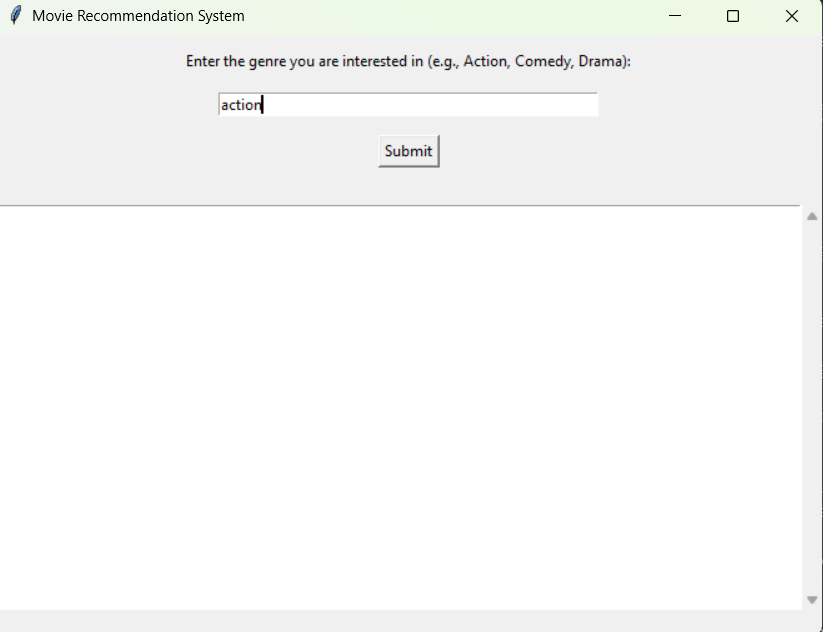 Movie Recommendation System
Enter the genre you are interested in (e.g., Action, Comedy, Drama):
action
Submit